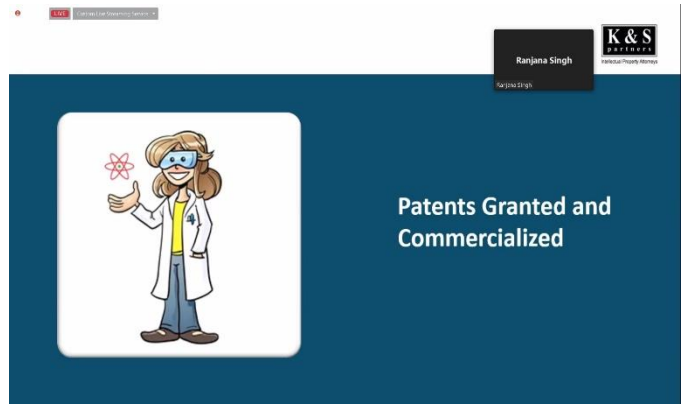 LIVE
K & S
partners
Intellectual Property Attorneys
Ranjana Singh
Ranjana Singh
Patents Granted and
Commercialized